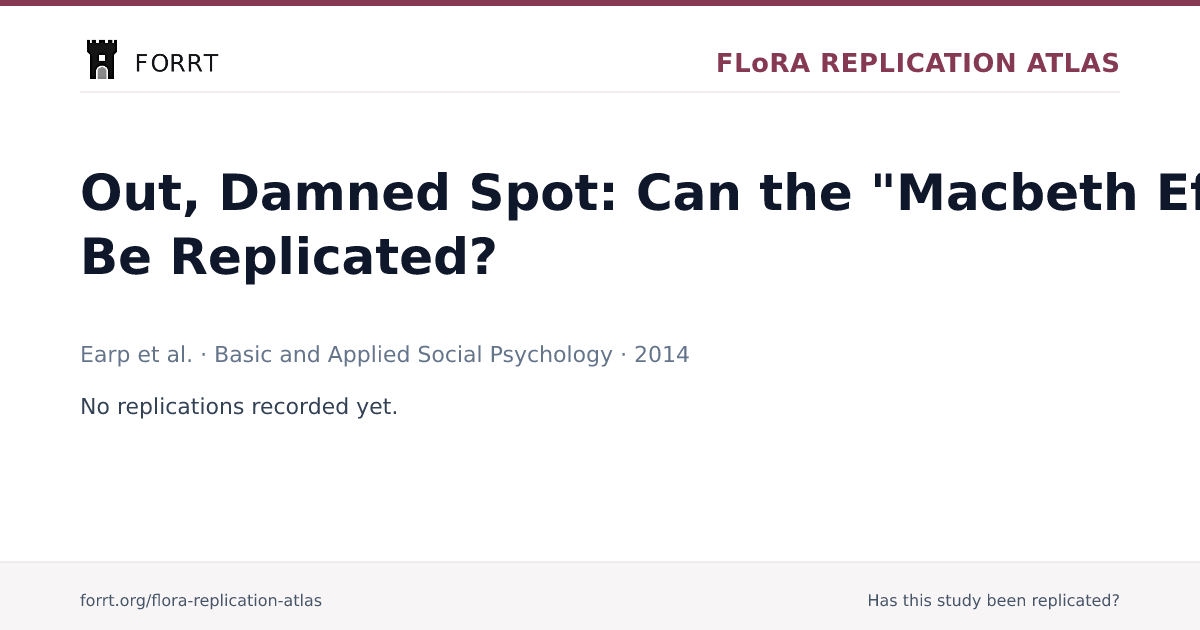 FORRT
FLoRA REPLICATION ATLAS
Out, Damned Spot: Can the "Macbeth
Be Replicated?
Earp et al. · Basic and Applied Social Psychology · 2014
No replications recorded yet.
forrt.org/flora-replication-atlas
Has this study been replicated?